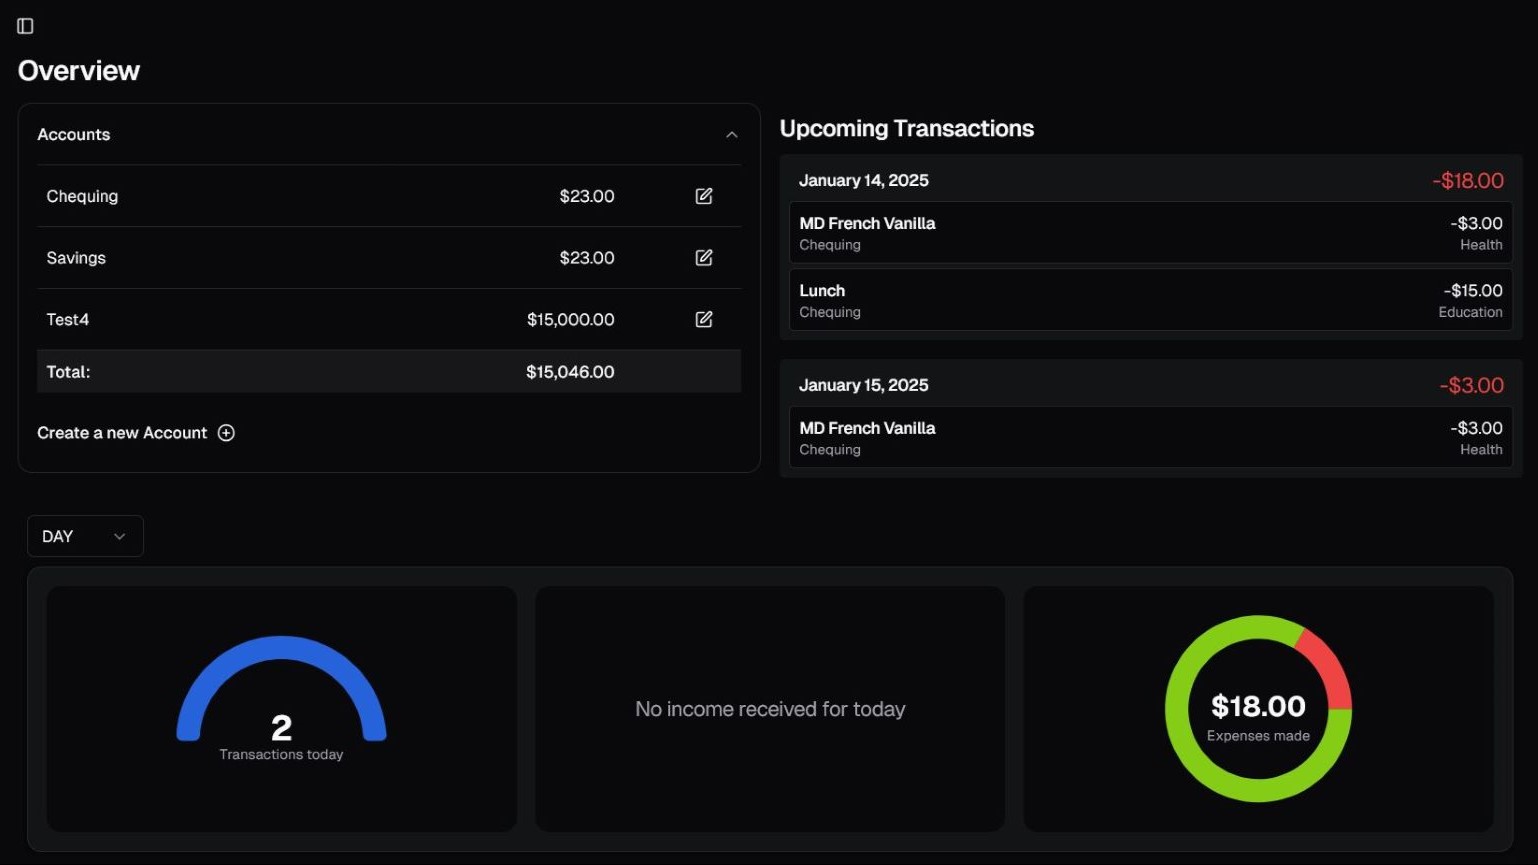 Overview
Accounts
Chequing $23.00
Savings $23.00
Test4 $15,000.00
Total: $15,046.00
Create a new Account
Upcoming Transactions
January 14, 2025 -$18.00
MD French Vanilla -$3.00
Chequing Health
Lunch -$15.00
Chequing Education
January 15, 2025 -$3.00
MD French Vanilla -$3.00
Chequing Health
DAY
2
Transactions today
No income received for today
$18.00
Expenses made